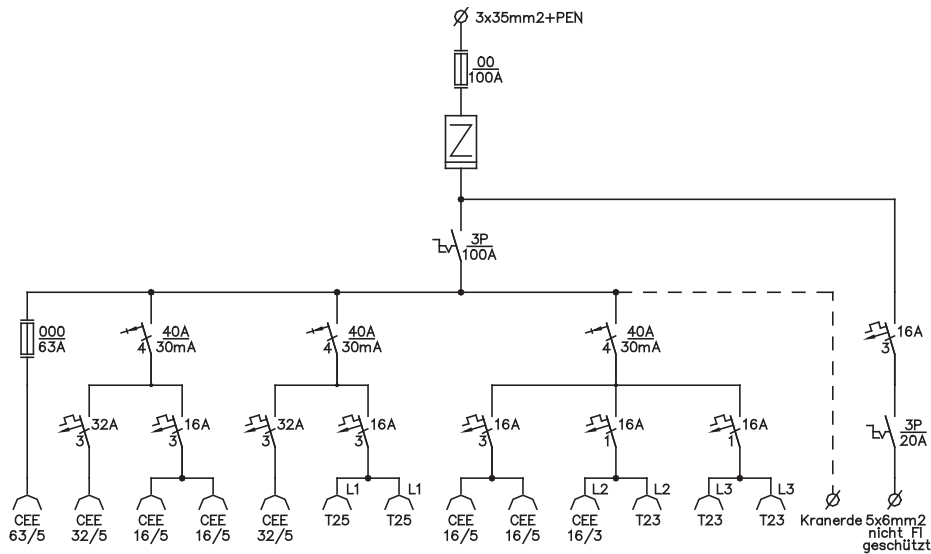 3x35mm2+PEN
00
100A
Z
3P
100A
000
63A
40A
30mA
4
40A
30mA
4
40A
30mA
4
16A
3
32A
3
16A
3
32A
3
16A
3
16A
3
16A
1
16A
1
3P
20A
L1
L1
L2
L2
L3
L3
CEE
63/5
CEE
32/5
CEE
16/5
CEE
16/5
CEE
32/5
T25
T25
CEE
16/5
CEE
16/5
CEE
16/3
T23
T23
T23
Kranerde
5x6mm2
nicht FI
geschützt